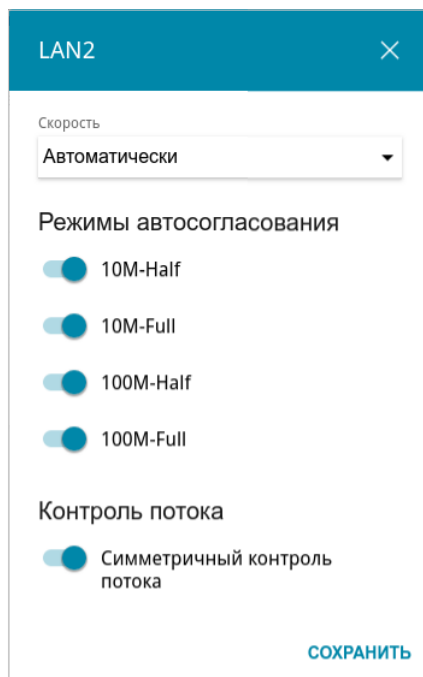 LAN2
Скорость
Автоматически
Режимы автосогласования
10M-Half
10M-Full
100M-Half
100M-Full
Контроль потока
Симметричный контроль
потока
СОХРАНИТЬ